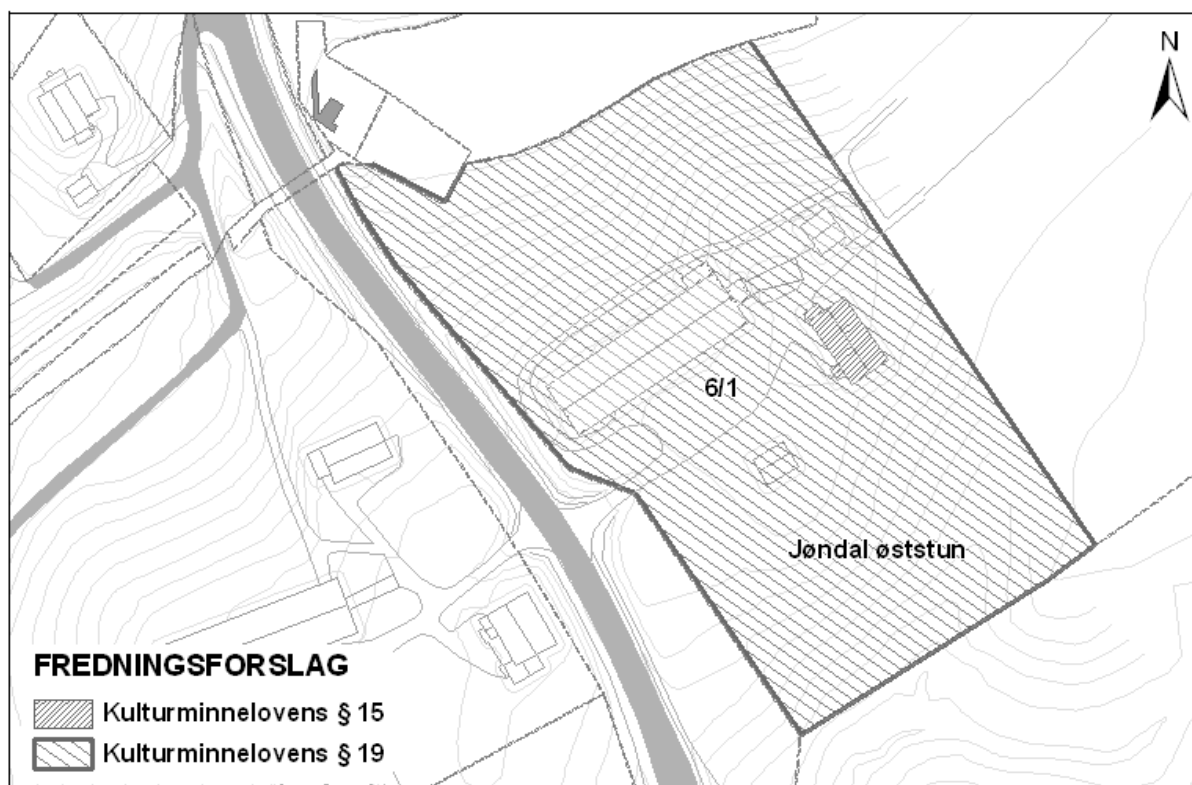 N
6/1
Jøndal øststun
FREDNINGSFORSLAG
Kulturminnelovens § 15
Kulturminnelovens § 19